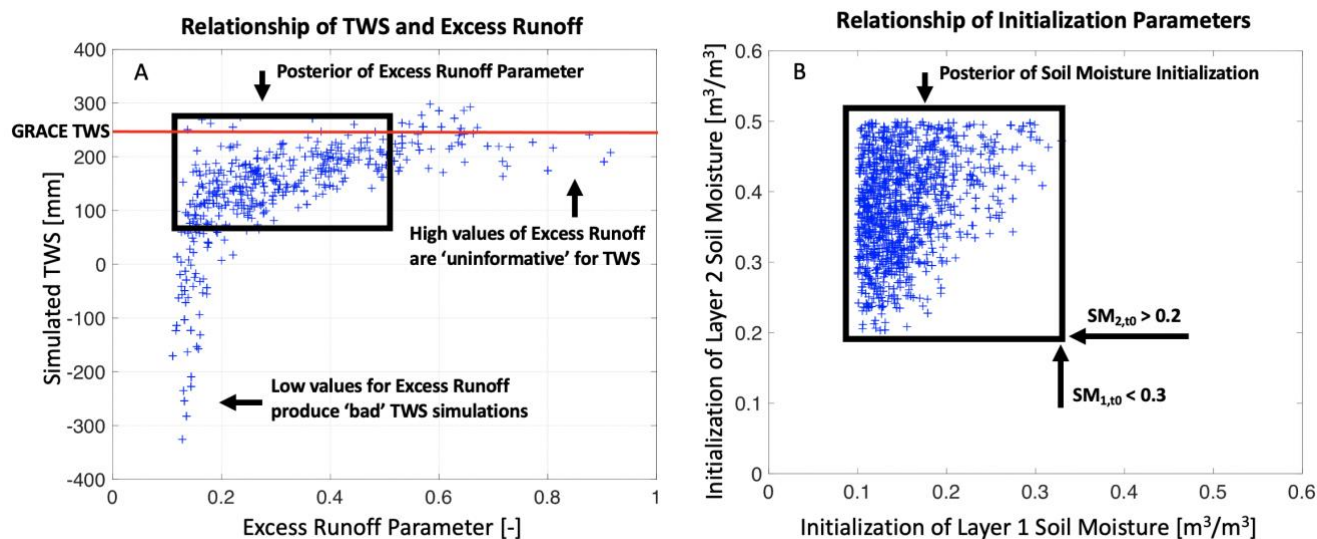 Relationship of TWS and Excess Runoff
A
Posterior of Excess Runoff Parameter
GRACE TWS
400
300
200
100
0
-100
-200
-300
-400
Simulated TWS [mm]
High values of Excess Runoff
are 'uninformative' for TWS
Low values for Excess Runoff
produce 'bad' TWS simulations
0 0.2 0.4 0.6 0.8 1
Excess Runoff Parameter [-]
Relationship of Initialization Parameters
B
Posterior of Soil Moisture Initialization
0.6
0.5
0.4
0.3
0.2
0.1
0
Initialization of Layer 2 Soil Moisture [m³/m³]
SM2,t0 > 0.2
SM1,t0 < 0.3
0 0.1 0.2 0.3 0.4 0.5 0.6
Initialization of Layer 1 Soil Moisture [m³/m³]